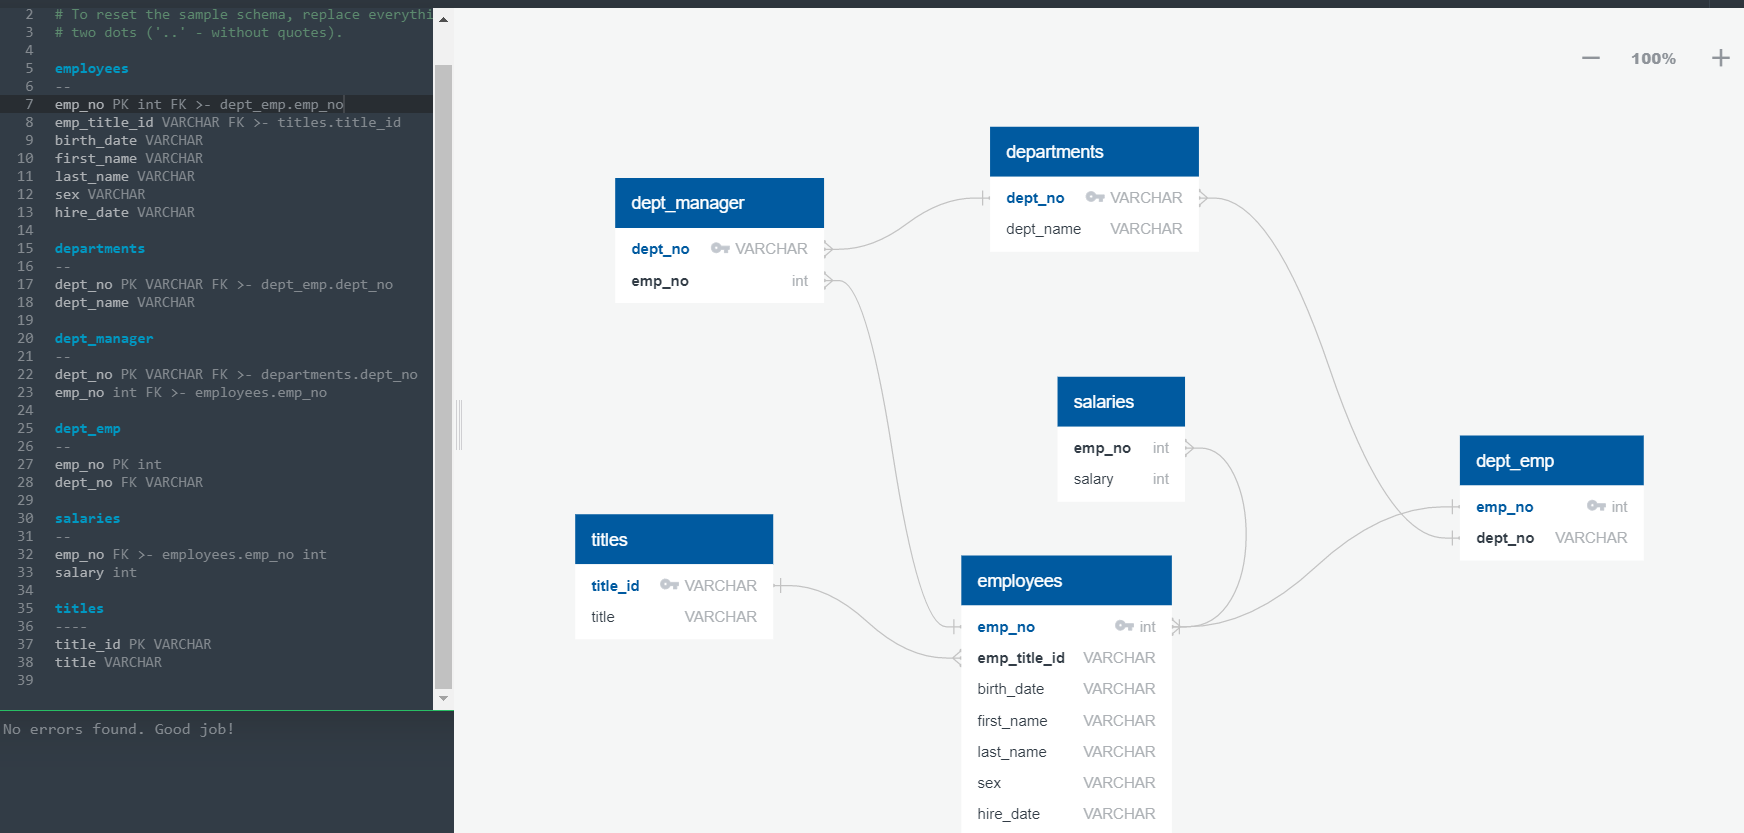 2 # To reset the sample schema, replace everythi
3 # two dots ('..' - without quotes).
4
5 employees
6 --
7 emp_no PK int FK >- dept_emp.emp_no
8 emp_title_id VARCHAR FK >- titles.title_id
9 birth_date VARCHAR
10 first_name VARCHAR
11 last_name VARCHAR
12 sex VARCHAR
13 hire_date VARCHAR
14
15 departments
16 --
17 dept_no PK VARCHAR FK >- dept_emp.dept_no
18 dept_name VARCHAR
19
20 dept_manager
21 --
22 dept_no PK VARCHAR FK >- departments.dept_no
23 emp_no int FK >- employees.emp_no
24
25 dept_emp
26 --
27 emp_no PK int
28 dept_no FK VARCHAR
29
30 salaries
31 --
32 emp_no FK >- employees.emp_no int
33 salary int
34
35 titles
36 ----
37 title_id PK VARCHAR
38 title VARCHAR
39
No errors found. Good job!
— 100% +
departments
dept_no VARCHAR
dept_name VARCHAR
dept_manager
dept_no VARCHAR
emp_no int
salaries
emp_no int
salary int
dept_emp
emp_no int
dept_no VARCHAR
titles
title_id VARCHAR
title VARCHAR
employees
emp_no int
emp_title_id VARCHAR
birth_date VARCHAR
first_name VARCHAR
last_name VARCHAR
sex VARCHAR
hire_date VARCHAR